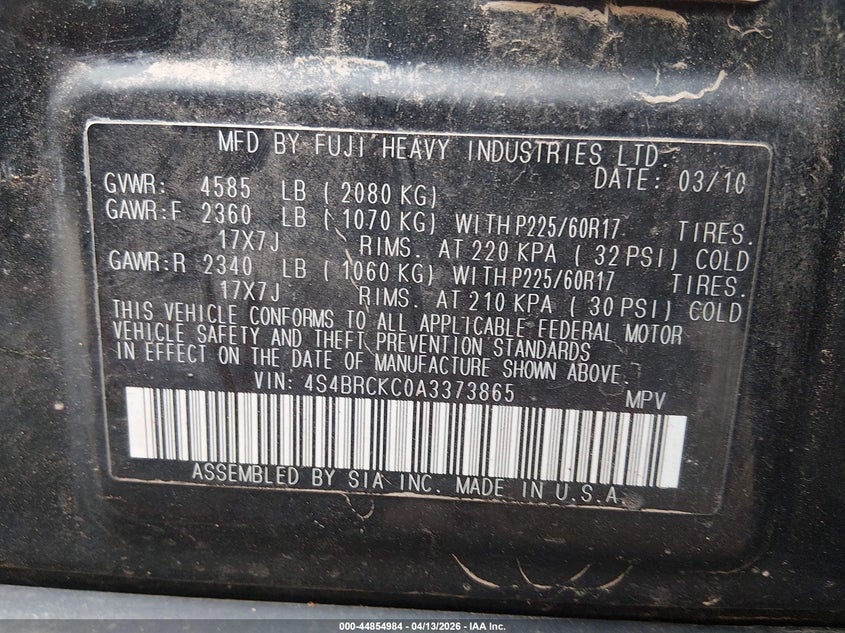 MFD BY FUJI HEAVY INDUSTRIES LTD.
DATE: 03/10
GVWR: 4585 LB ( 2080 KG)
GAWR:F 2360 LB ( 1070 KG) WITH P225/60R17 TIRES.
17X7J RIMS. AT 220 KPA ( 32 PSI) COLD
GAWR:R 2340 LB ( 1060 KG) WITH P225/60R17 TIRES.
17X7J RIMS. AT 210 KPA ( 30 PSI) COLD
THIS VEHICLE CONFORMS TO ALL APPLICABLE FEDERAL MOTOR
VEHICLE SAFETY AND THEFT PREVENTION STANDARDS
IN EFFECT ON THE DATE OF MANUFACTURE SHOWN ABOVE.
VIN: 4S4BRCKC0A3373865 MPV
ASSEMBLED BY SIA INC. MADE IN U.S.A.
000-44854984 - 04/13/2026 - IAA Inc.